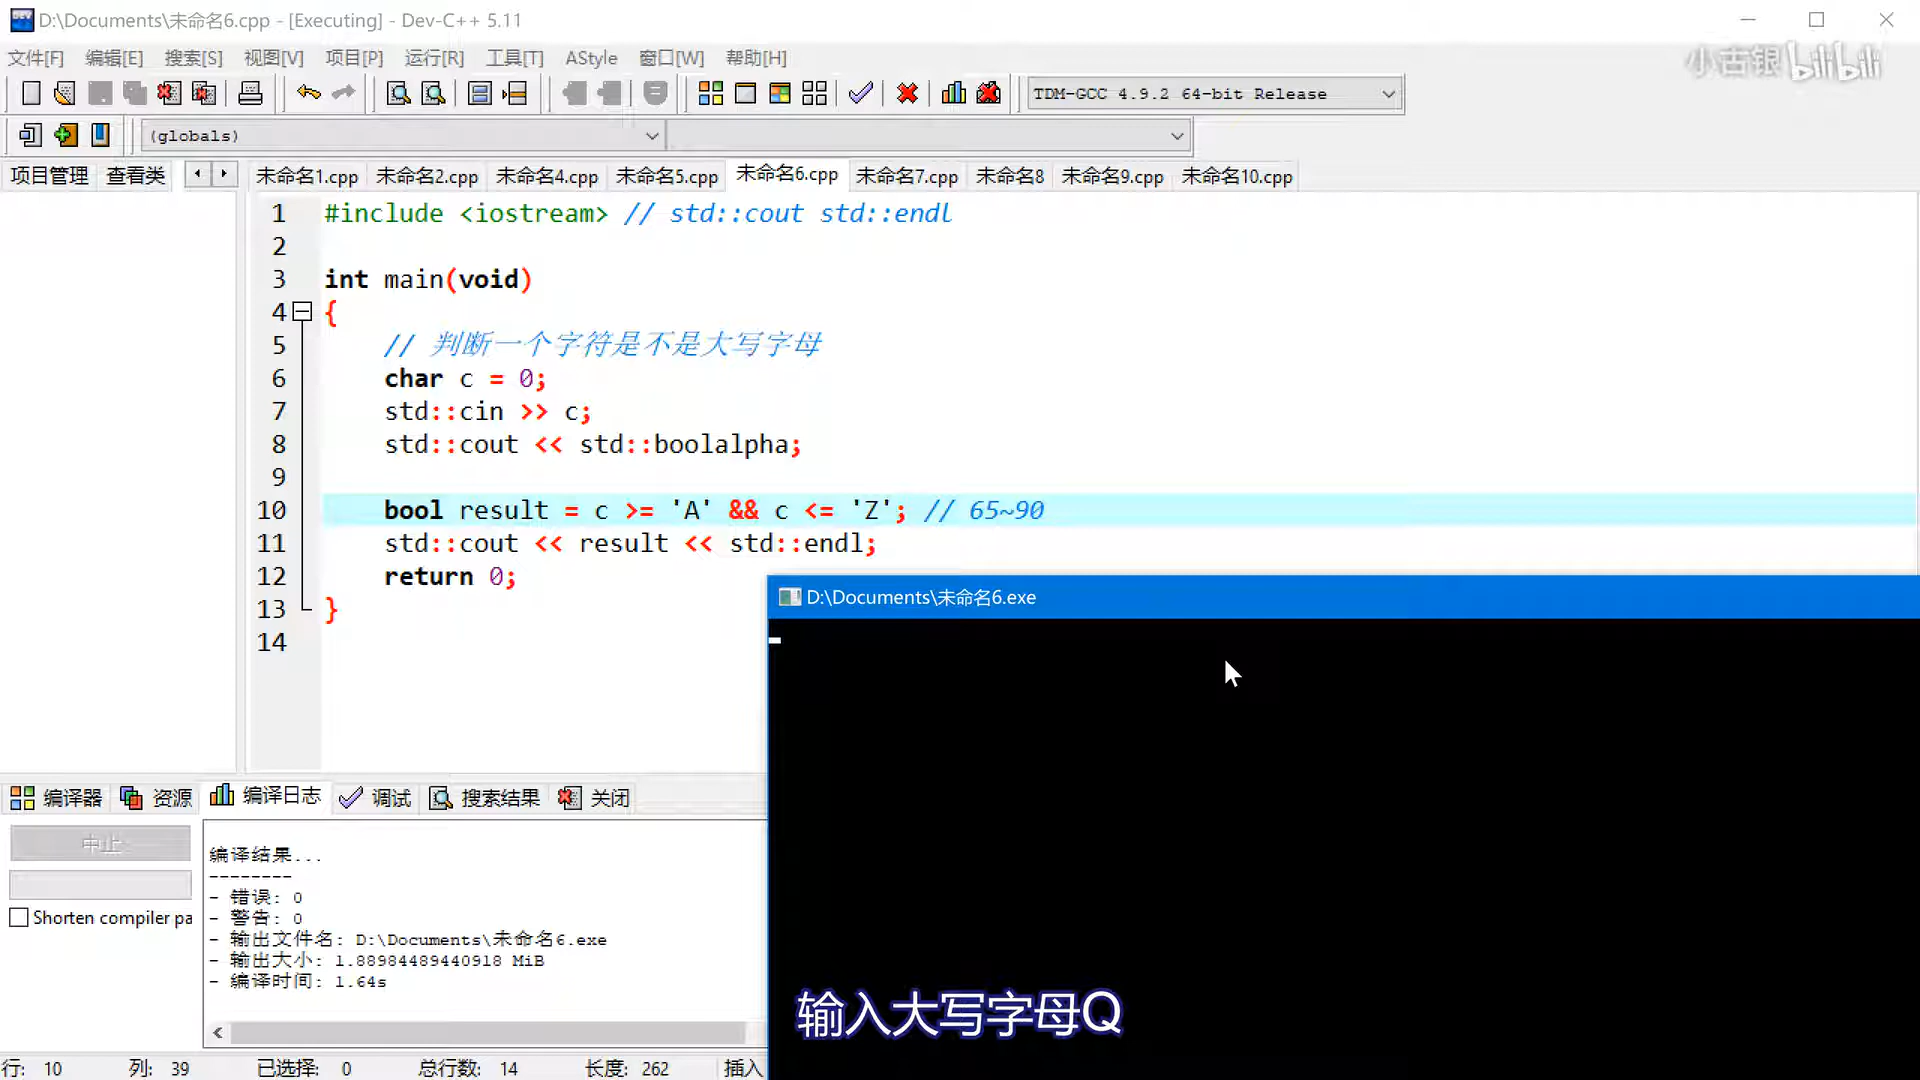 D:\Documents\未命名6.cpp - [Executing] - Dev-C++ 5.11
文件[F] 编辑[E] 搜索[S] 视图[V] 项目[P] 运行[R] 工具[T] AStyle 窗口[W] 帮助[H]
小古银 bilibili
TDM-GCC 4.9.2 64-bit Release
(globals)
项目管理 查看类 未命名1.cpp 未命名2.cpp 未命名4.cpp 未命名5.cpp 未命名6.cpp 未命名7.cpp 未命名8 未命名9.cpp 未命名10.cpp
1 #include <iostream> // std::cout std::endl
2
3 int main(void)
4 {
5 // 判断一个字符是不是大写字母
6 char c = 0;
7 std::cin >> c;
8 std::cout << std::boolalpha;
9
10 bool result = c >= 'A' && c <= 'Z'; // 65~90
11 std::cout << result << std::endl;
12 return 0;
13 }
14
D:\Documents\未命名6.exe
编译器 资源 编译日志 调试 搜索结果 关闭
中止
Shorten compiler pa
编译结果...
--------
- 错误: 0
- 警告: 0
- 输出文件名: D:\Documents\未命名6.exe
- 输出大小: 1.88984489440918 MiB
- 编译时间: 1.64s
输入大写字母Q
行: 10 列: 39 已选择: 0 总行数: 14 长度: 262 插入